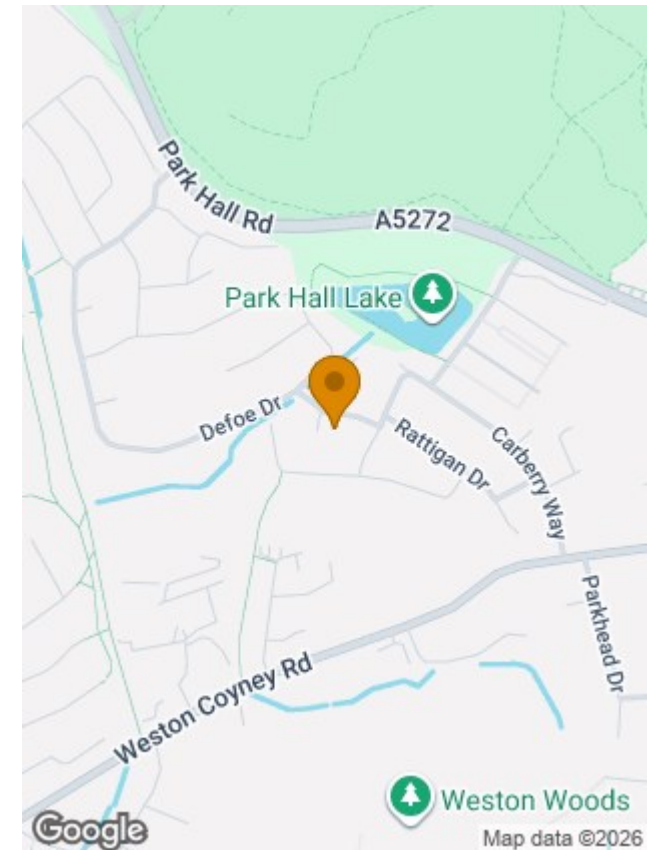 Park Hall Rd
A5272
Park Hall Lake
Defoe Dr
Rattigan Dr
Carberry Way
Parkhead Dr
Weston Coyney Rd
Weston Woods
Google
Map data ©2026